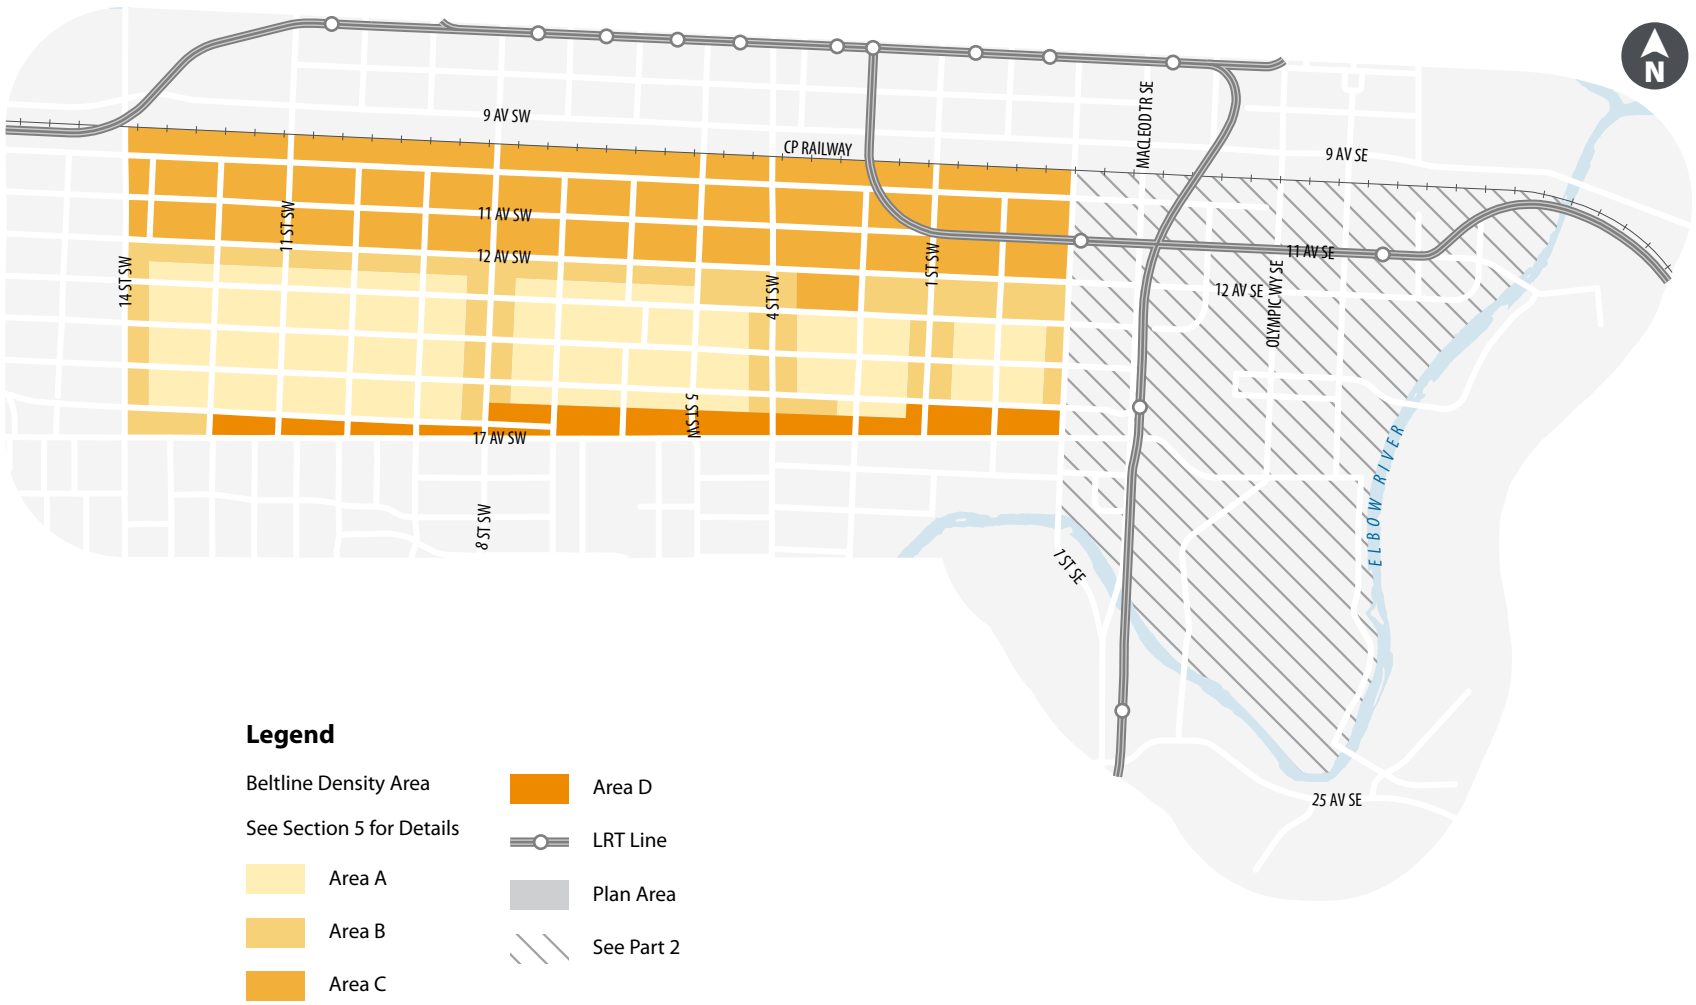 N
9 AV SW
CP RAILWAY
MACLEOD TR SE
9 AV SE
11 ST SW
11 AV SW
12 AV SW
14 ST SW
4 ST SW
1 ST SW
11 AV SE
12 AV SE
OLYMPIC WY SE
5 ST SW
17 AV SW
8 ST SW
1 ST SE
ELBOW RIVER
25 AV SE
Legend
Beltline Density Area
See Section 5 for Details
Area A
Area B
Area C
Area D
LRT Line
Plan Area
See Part 2